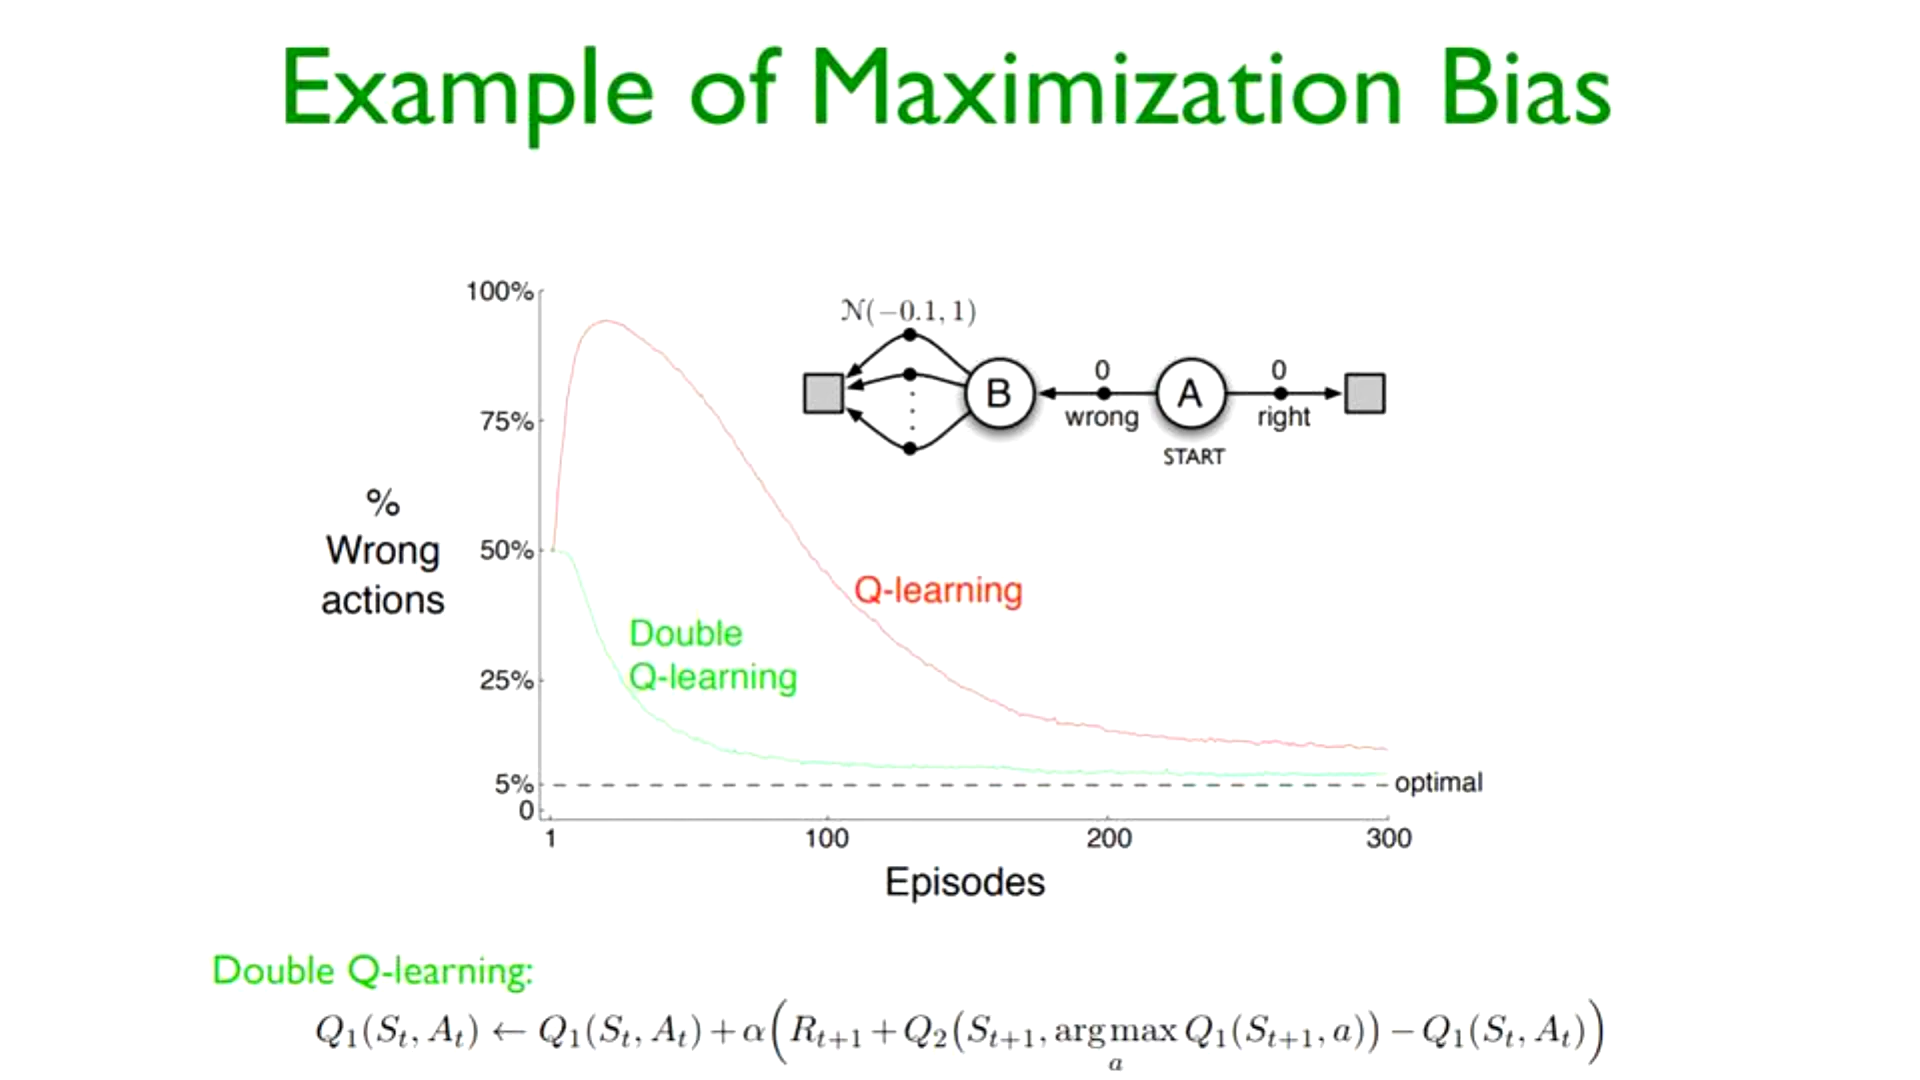 Example of Maximization Bias
100%
75%
50%
25%
5%
0
%
Wrong
actions
N(−0.1, 1)
B
0
wrong
A
0
right
START
Q-learning
Double
Q-learning
optimal
1 100 200 300
Episodes
Double Q-learning:
Q₁(Sₜ, Aₜ) ← Q₁(Sₜ, Aₜ) + α(Rₜ₊₁ + Q₂(Sₜ₊₁, arg max Q₁(Sₜ₊₁, a)) − Q₁(Sₜ, Aₜ))
a